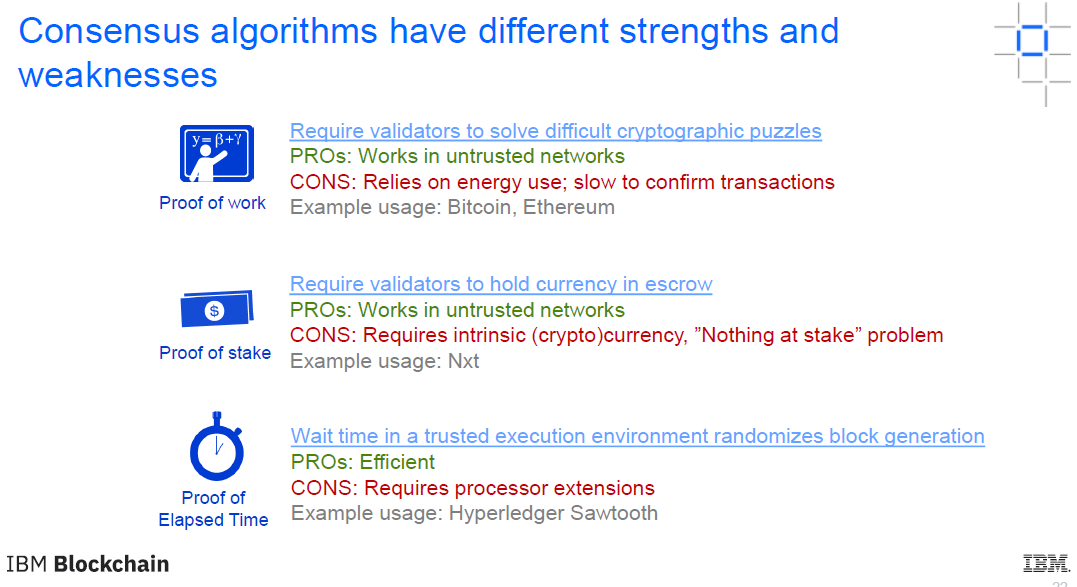 Consensus algorithms have different strengths and
weaknesses
y=β+γ
Proof of work
Require validators to solve difficult cryptographic puzzles
PROs: Works in untrusted networks
CONS: Relies on energy use; slow to confirm transactions
Example usage: Bitcoin, Ethereum
$
Proof of stake
Require validators to hold currency in escrow
PROs: Works in untrusted networks
CONS: Requires intrinsic (crypto)currency, ”Nothing at stake” problem
Example usage: Nxt
Proof of
Elapsed Time
Wait time in a trusted execution environment randomizes block generation
PROs: Efficient
CONS: Requires processor extensions
Example usage: Hyperledger Sawtooth
IBM Blockchain
IBM.